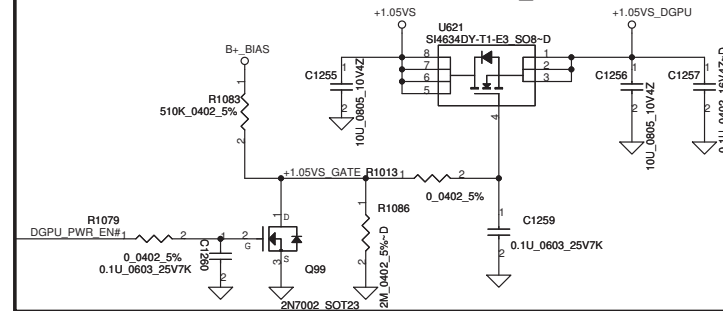 +1.05VS
+1.05VS_DGPU
U621
SI4634DY-T1-E3_SO8~D
B+_BIAS
8
7
6
5
1
2
3
4
C1255
1
2
10U_0805_10V4Z
C1256
1
2
10U_0805_10V4Z
C1257
1
2
0.1U_0402_16V4Z~D
1
R1083
510K_0402_5%
2
+1.05VS_GATE
R1013
1
2
0_0402_5%
R1086
1
2
2M_0402_5%~D
C1259
1
2
0.1U_0603_25V7K
R1079
DGPU_PWR_EN#
1
2
0_0402_5%
C1260
1
2
0.1U_0603_25V7K
1
D
2
G
3
S
Q99
2N7002_SOT23